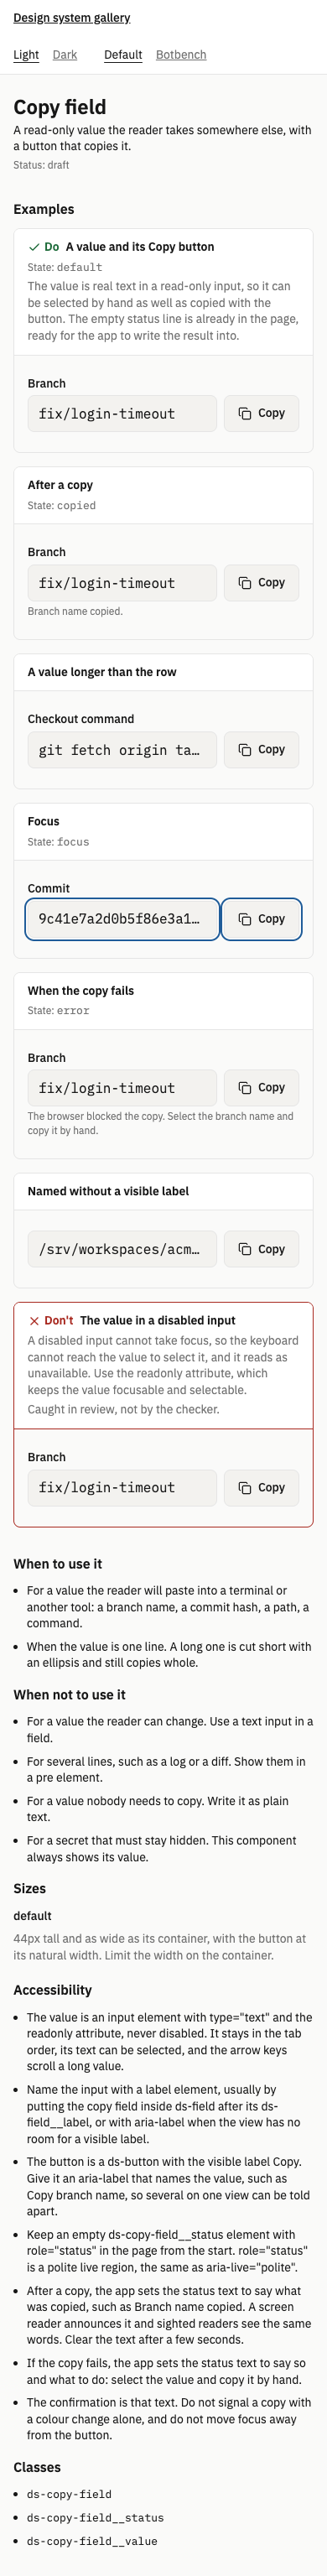 Design system gallery
Light Dark Default Botbench
Copy field
A read-only value the reader takes somewhere else, with
a button that copies it.
Status: draft
Examples
Do A value and its Copy button
State: default
The value is real text in a read-only input, so it can
be selected by hand as well as copied with the
button. The empty status line is already in the page,
ready for the app to write the result into.
Branch
fix/login-timeout Copy
After a copy
State: copied
Branch
fix/login-timeout Copy
Branch name copied.
A value longer than the row
Checkout command
git fetch origin ta… Copy
Focus
State: focus
Commit
9c41e7a2d0b5f86e3a1… Copy
When the copy fails
State: error
Branch
fix/login-timeout Copy
The browser blocked the copy. Select the branch name and
copy it by hand.
Named without a visible label
/srv/workspaces/acm… Copy
Don't The value in a disabled input
A disabled input cannot take focus, so the keyboard
cannot reach the value to select it, and it reads as
unavailable. Use the readonly attribute, which
keeps the value focusable and selectable.
Caught in review, not by the checker.
Branch
fix/login-timeout Copy
When to use it
For a value the reader will paste into a terminal or
another tool: a branch name, a commit hash, a path, a
command.
When the value is one line. A long one is cut short with
an ellipsis and still copies whole.
When not to use it
For a value the reader can change. Use a text input in a
field.
For several lines, such as a log or a diff. Show them in
a pre element.
For a value nobody needs to copy. Write it as plain
text.
For a secret that must stay hidden. This component
always shows its value.
Sizes
default
44px tall and as wide as its container, with the button at
its natural width. Limit the width on the container.
Accessibility
The value is an input element with type="text" and the
readonly attribute, never disabled. It stays in the tab
order, its text can be selected, and the arrow keys
scroll a long value.
Name the input with a label element, usually by
putting the copy field inside ds-field after its ds-
field__label, or with aria-label when the view has no
room for a visible label.
The button is a ds-button with the visible label Copy.
Give it an aria-label that names the value, such as
Copy branch name, so several on one view can be told
apart.
Keep an empty ds-copy-field__status element with
role="status" in the page from the start. role="status"
is a polite live region, the same as aria-live="polite".
After a copy, the app sets the status text to say what
was copied, such as Branch name copied. A screen
reader announces it and sighted readers see the same
words. Clear the text after a few seconds.
If the copy fails, the app sets the status text to say so
and what to do: select the value and copy it by hand.
The confirmation is that text. Do not signal a copy with
a colour change alone, and do not move focus away
from the button.
Classes
ds-copy-field
ds-copy-field__status
ds-copy-field__value